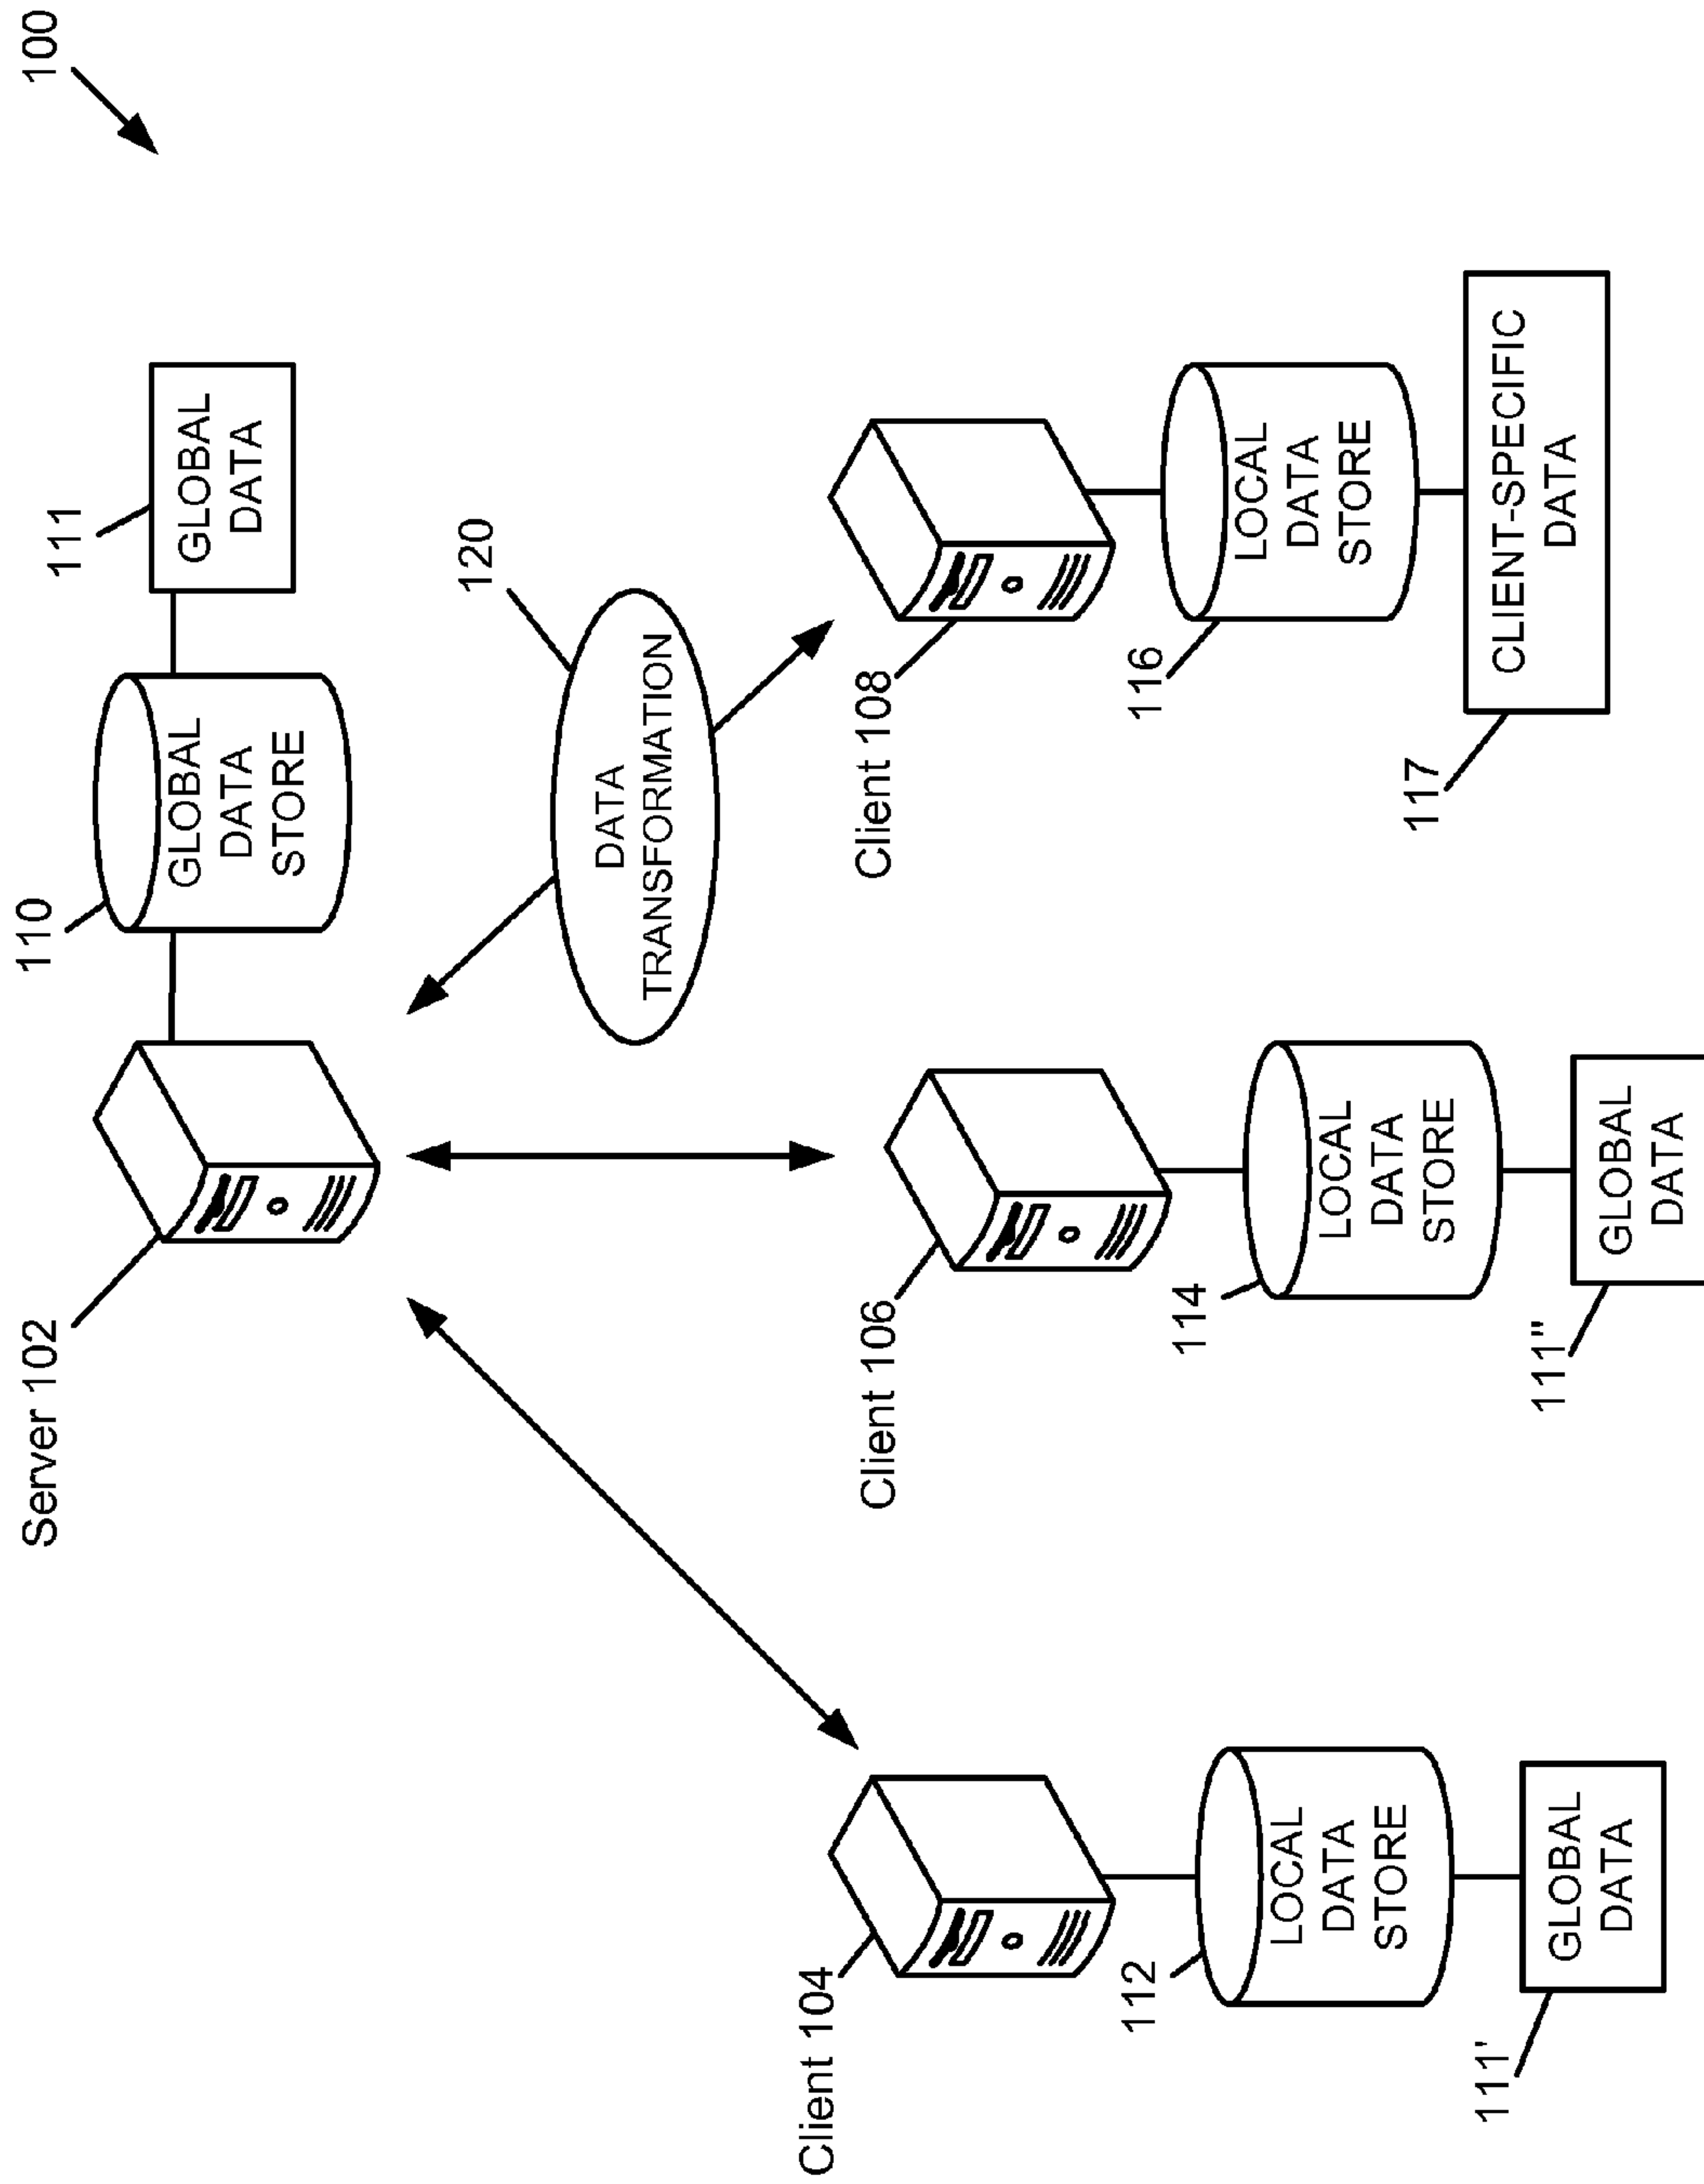 100
Server 102
110
GLOBAL
DATA
STORE
111
GLOBAL
DATA
120
DATA
TRANSFORMATION
Client 104
112
LOCAL
DATA
STORE
111'
GLOBAL
DATA
Client 106
114
LOCAL
DATA
STORE
111"
GLOBAL
DATA
Client 108
116
LOCAL
DATA
STORE
117
CLIENT-SPECIFIC
DATA